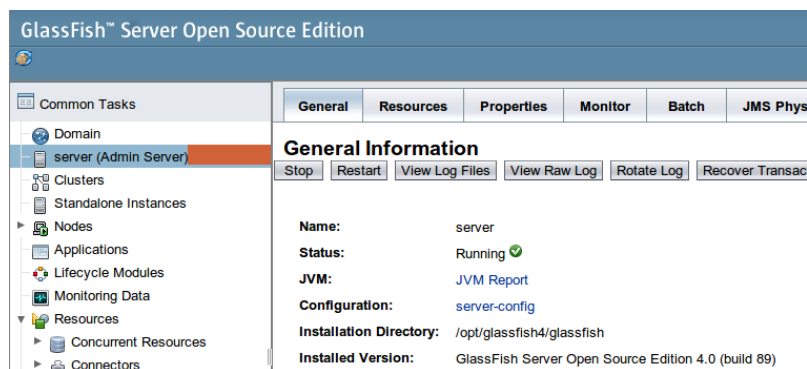 GlassFish™ Server Open Source Edition
Common Tasks
Domain
server (Admin Server)
Clusters
Standalone Instances
Nodes
Applications
Lifecycle Modules
Monitoring Data
Resources
Concurrent Resources
Connectors
General Resources Properties Monitor Batch JMS Phys
General Information
Stop Restart View Log Files View Raw Log Rotate Log Recover Transac
Name: server
Status: Running
JVM: JVM Report
Configuration: server-config
Installation Directory: /opt/glassfish4/glassfish
Installed Version: GlassFish Server Open Source Edition 4.0 (build 89)